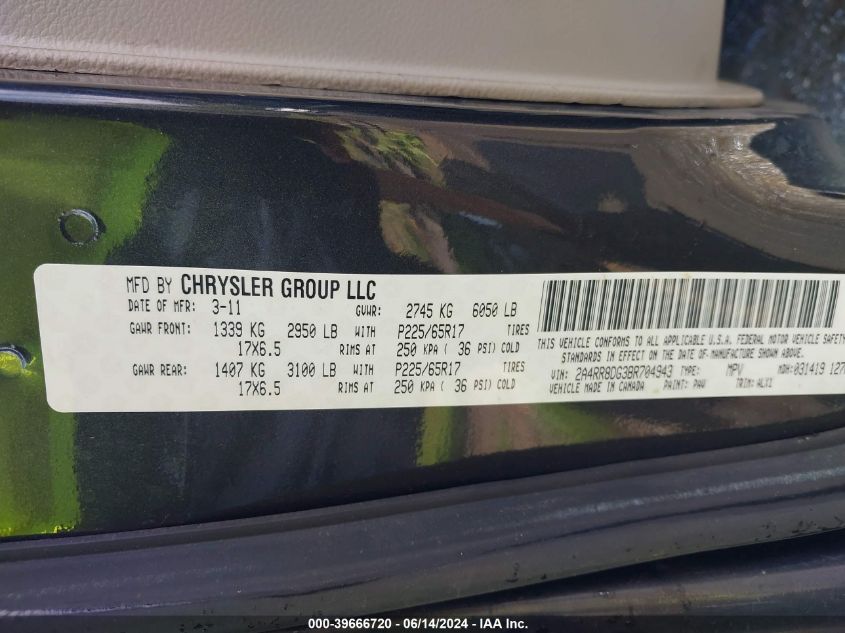 MFD BY CHRYSLER GROUP LLC
DATE OF MFR: 3-11 GVWR: 2745 KG 6050 LB
GAWR FRONT: 1339 KG 2950 LB WITH P225/65R17 TIRES
17X6.5 RIMS AT 250 KPA ( 36 PSI) COLD
GAWR REAR: 1407 KG 3100 LB WITH P225/65R17 TIRES
17X6.5 RIMS AT 250 KPA ( 36 PSI) COLD
THIS VEHICLE CONFORMS TO ALL APPLICABLE U.S.A. FEDERAL MOTOR VEHICLE SAFETY
STANDARDS IN EFFECT ON THE DATE OF MANUFACTURE SHOWN ABOVE.
VIN: 2A4RR8DG3BR704943 TYPE: MPV MDH: 031419
VEHICLE MADE IN CANADA PAINT: PAV TRIM: ALX1
000-39666720 - 06/14/2024 - IAA Inc.